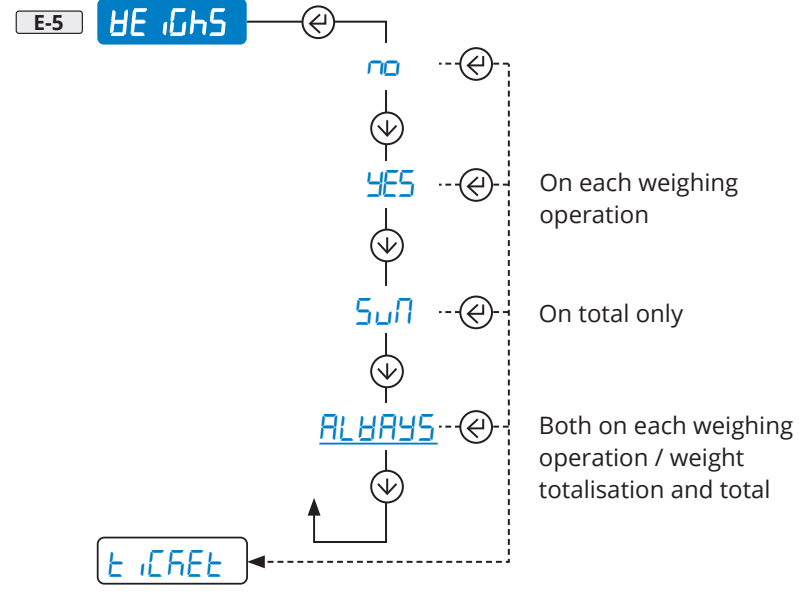 E-5 WEiGhS
no
YES
On each weighing
operation
SuM
On total only
ALWAYS
Both on each weighing
operation / weight
totalisation and total
tiCKEt